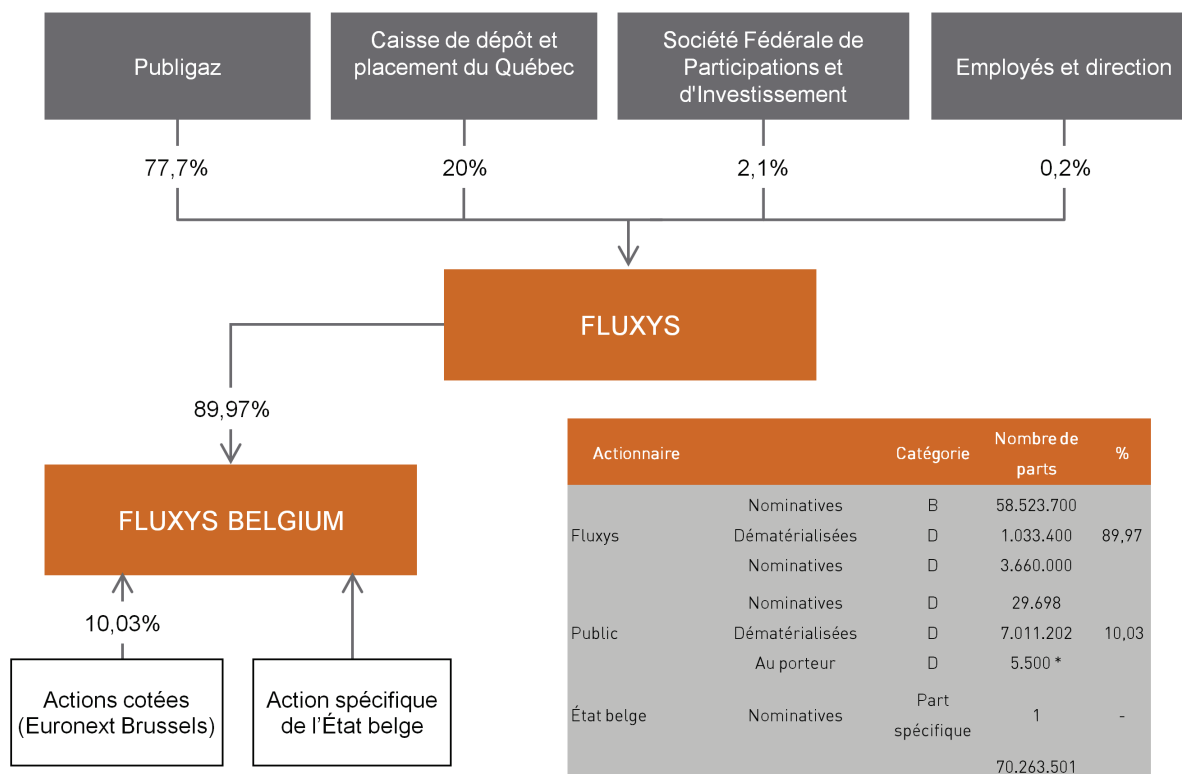 Publigaz
Caisse de dépôt et
placement du Québec
Société Fédérale de
Participations et
d'Investissement
Employés et direction
77,7%
20%
2,1%
0,2%
FLUXYS
89,97%
FLUXYS BELGIUM
10,03%
Actions cotées
(Euronext Brussels)
Action spécifique
de l'État belge
Actionnaire Catégorie Nombre de parts %
Nominatives B 58.523.700
Fluxys Dématérialisées D 1.033.400 89,97
Nominatives D 3.660.000
Nominatives D 29.698
Public Dématérialisées D 7.011.202 10,03
Au porteur D 5.500 *
État belge Nominatives Part spécifique 1 -
70.263.501